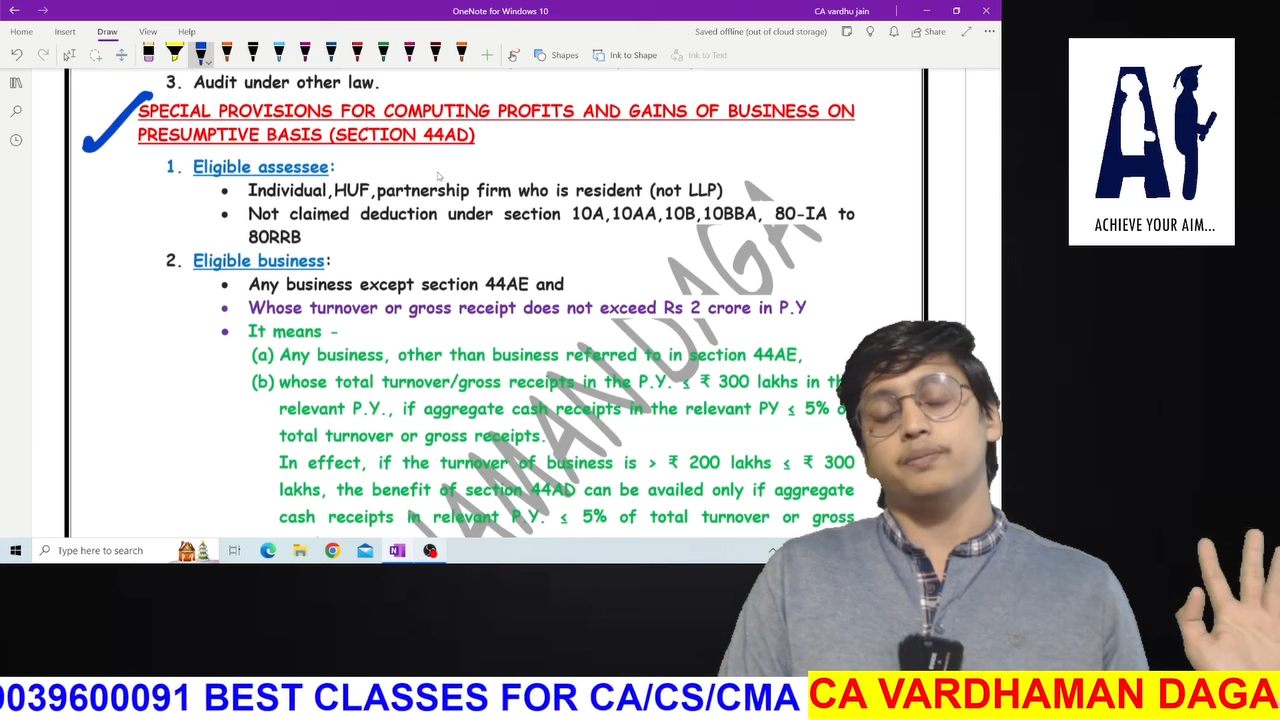 OneNote for Windows 10
CA vardhu jain
Home Insert Draw View Help
Saved offline (out of cloud storage)
Share
Shapes
Ink to Shape
Ink to Text
3. Audit under other law.
SPECIAL PROVISIONS FOR COMPUTING PROFITS AND GAINS OF BUSINESS ON
PRESUMPTIVE BASIS (SECTION 44AD)
1. Eligible assessee:
• Individual,HUF,partnership firm who is resident (not LLP)
• Not claimed deduction under section 10A,10AA,10B,10BBA, 80-IA to
80RRB
2. Eligible business:
• Any business except section 44AE and
• Whose turnover or gross receipt does not exceed Rs 2 crore in P.Y
• It means -
(a) Any business, other than business referred to in section 44AE,
(b) whose total turnover/gross receipts in the P.Y. ≤ ₹ 300 lakhs in
relevant P.Y., if aggregate cash receipts in the relevant PY ≤ 5%
total turnover or gross receipts.
In effect, if the turnover of business is > ₹ 200 lakhs ≤ ₹ 300
lakhs, the benefit of section 44AD can be availed only if aggregate
cash receipts in relevant P.Y. ≤ 5% of total turnover or gross
AMAN DAGA
Type here to search
A
ACHIEVE YOUR AIM...
9039600091 BEST CLASSES FOR CA/CS/CMA
CA VARDHAMAN DAGA